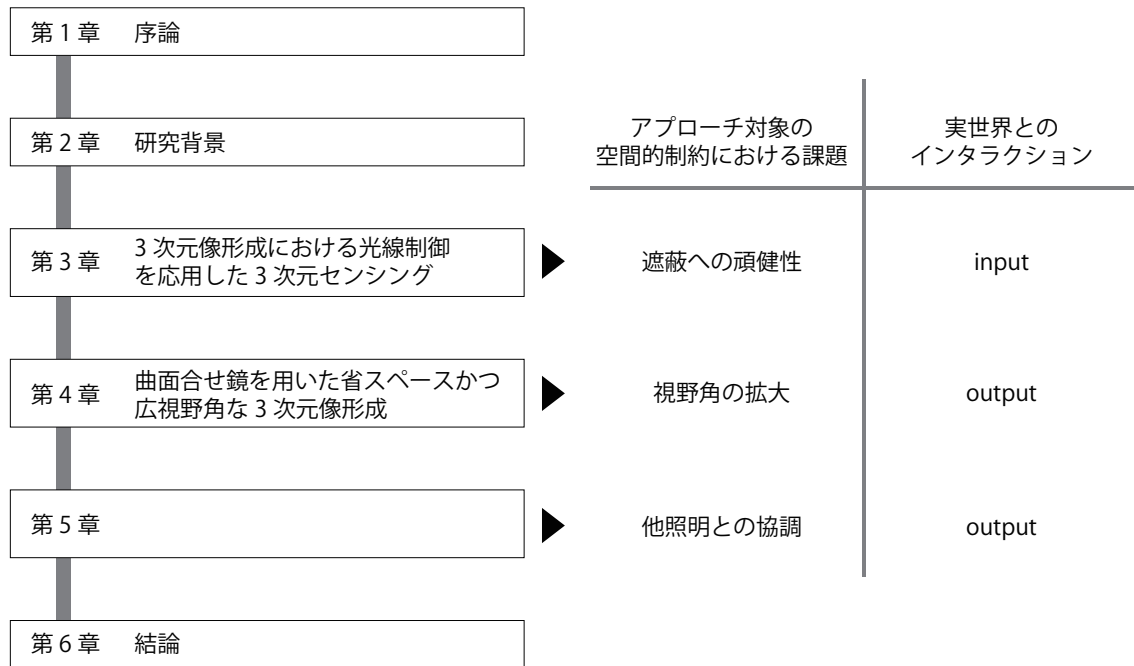 第 1 章 序論
第 2 章 研究背景
アプローチ対象の
空間的制約における課題
実世界との
インタラクション
第 3 章
3 次元像形成における光線制御
を応用した 3 次元センシング
遮蔽への頑健性
input
第 4 章
曲面合せ鏡を用いた省スペースかつ
広視野角な 3 次元像形成
視野角の拡大
output
第 5 章
他照明との協調
output
第 6 章 結論